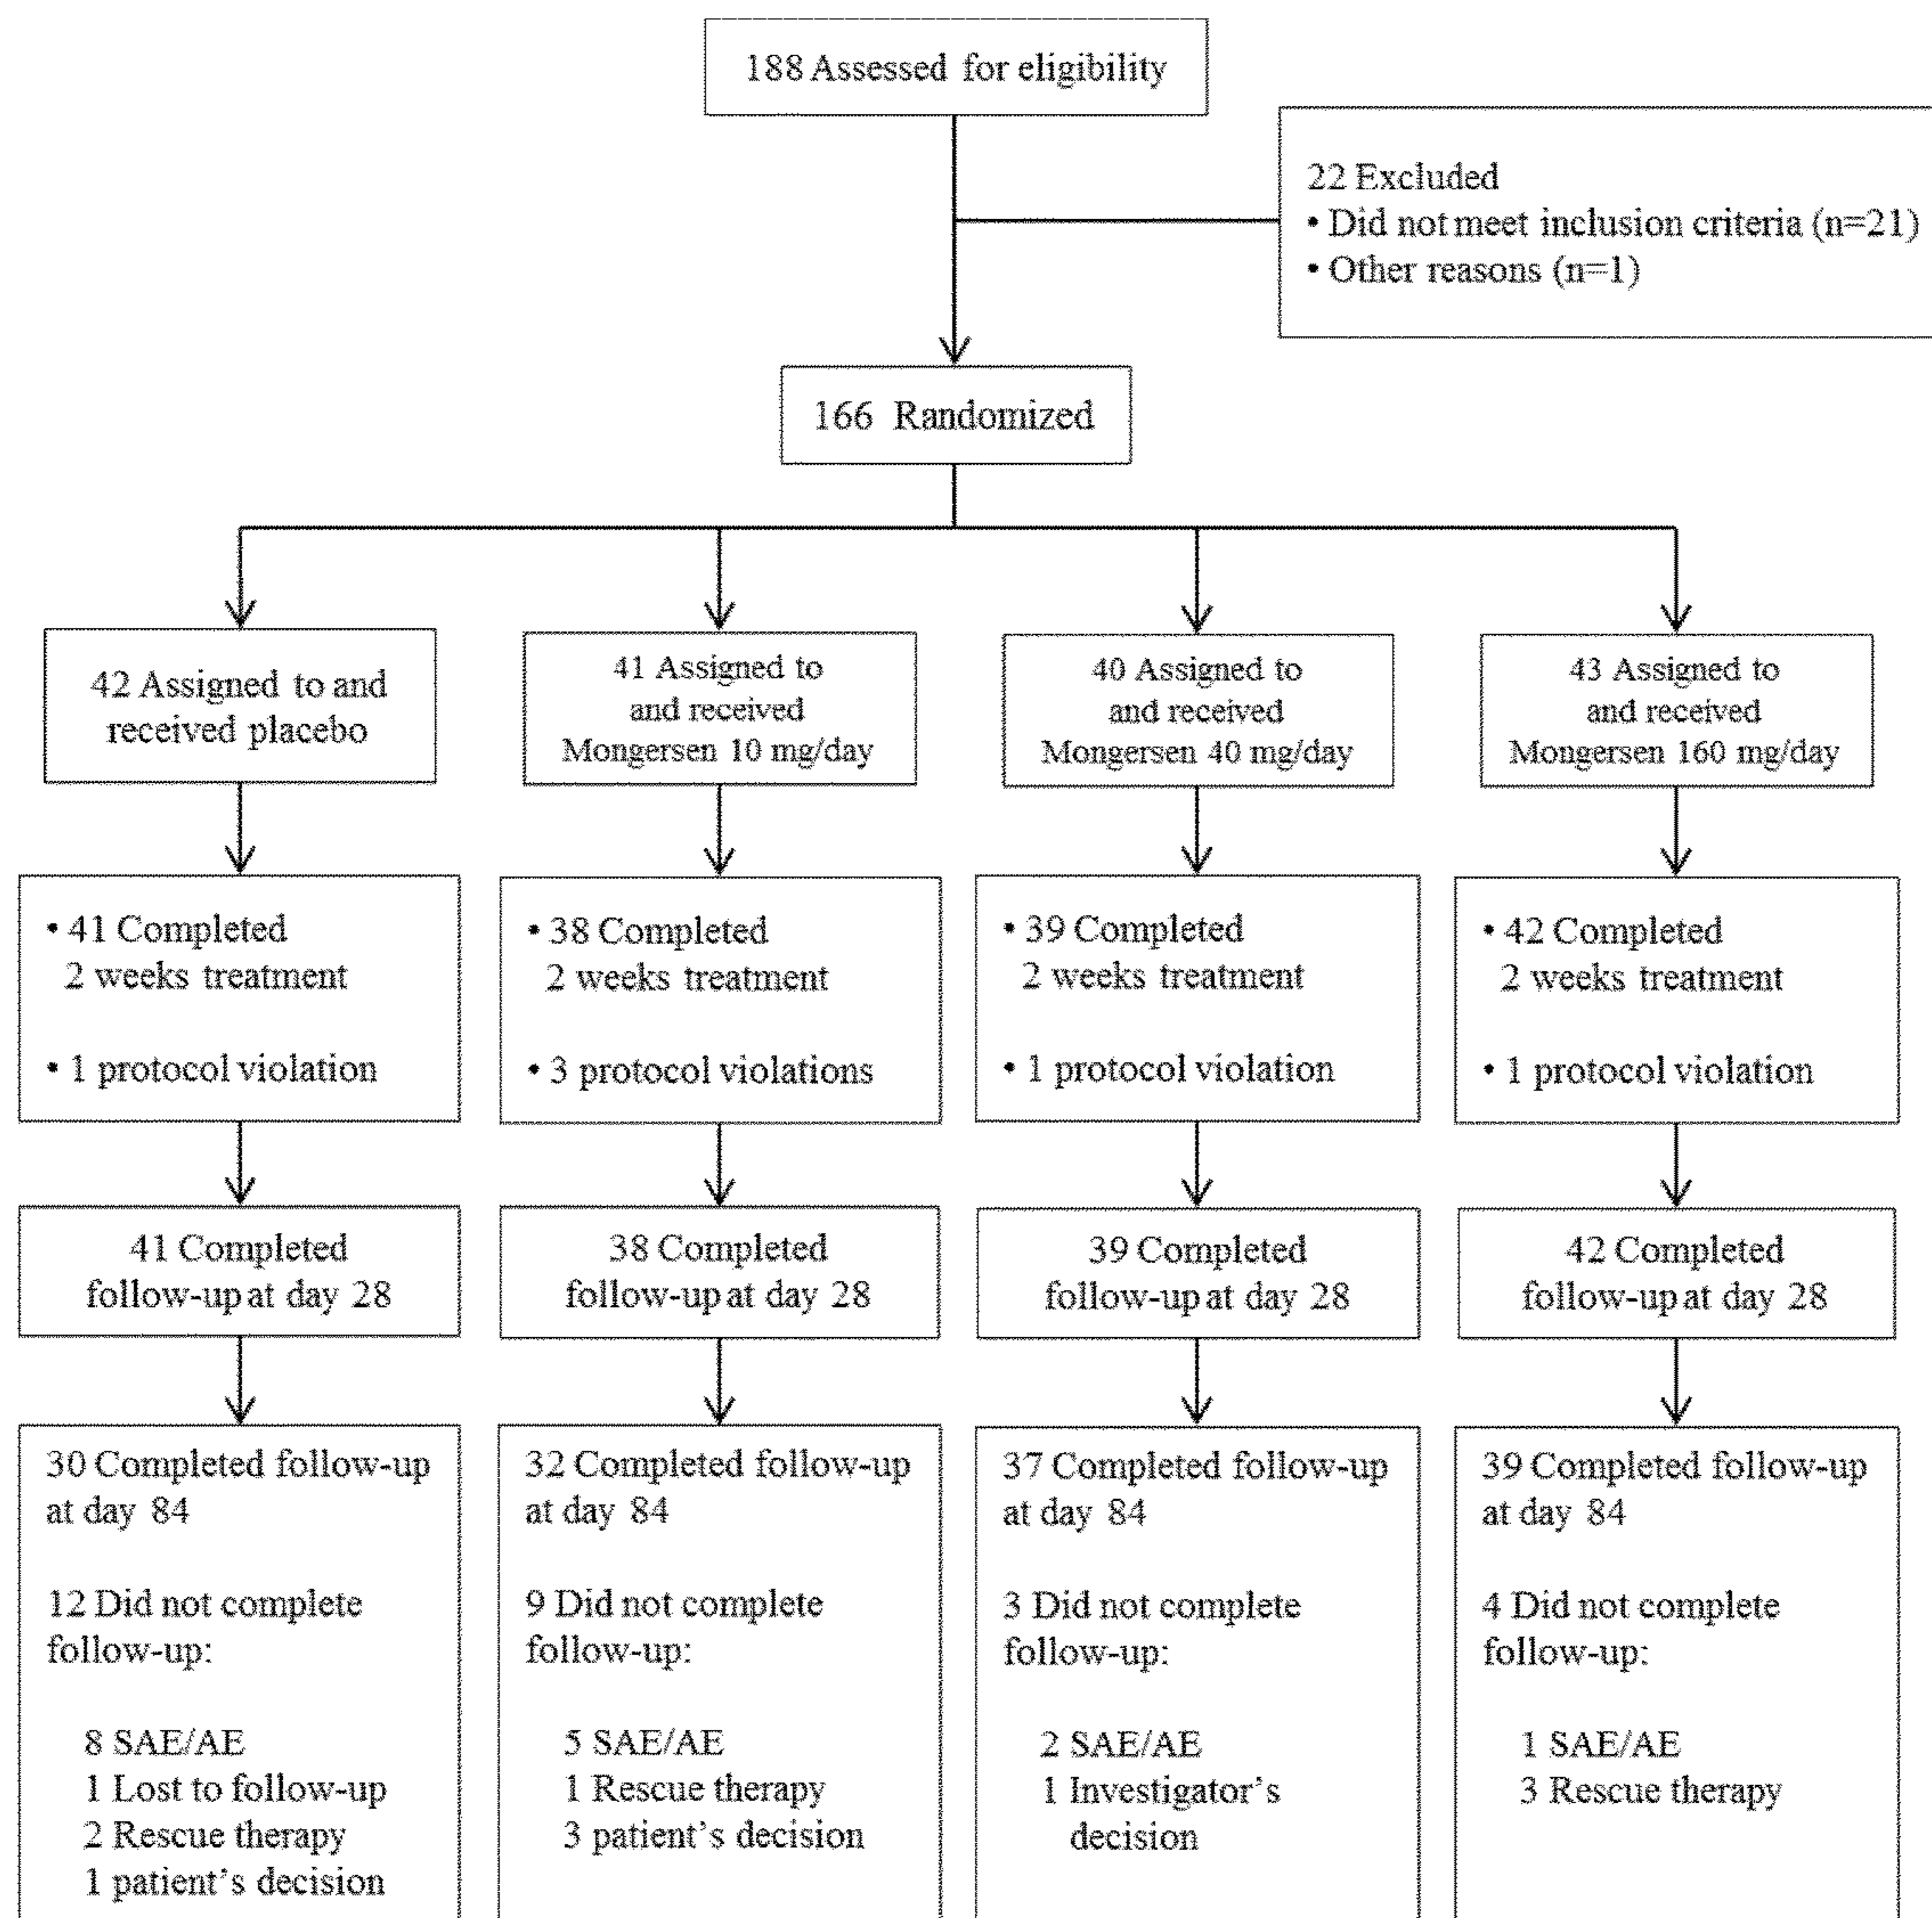 188 Assessed for eligibility
22 Excluded
• Did not meet inclusion criteria (n=21)
• Other reasons (n=1)
166 Randomized
42 Assigned to and
received placebo
41 Assigned to
and received
Mongersen 10 mg/day
40 Assigned to
and received
Mongersen 40 mg/day
43 Assigned to
and received
Mongersen 160 mg/day
• 41 Completed
2 weeks treatment
• 1 protocol violation
• 38 Completed
2 weeks treatment
• 3 protocol violations
• 39 Completed
2 weeks treatment
• 1 protocol violation
• 42 Completed
2 weeks treatment
• 1 protocol violation
41 Completed
follow-up at day 28
38 Completed
follow-up at day 28
39 Completed
follow-up at day 28
42 Completed
follow-up at day 28
30 Completed follow-up
at day 84
12 Did not complete
follow-up:
8 SAE/AE
1 Lost to follow-up
2 Rescue therapy
1 patient's decision
32 Completed follow-up
at day 84
9 Did not complete
follow-up:
5 SAE/AE
1 Rescue therapy
3 patient's decision
37 Completed follow-up
at day 84
3 Did not complete
follow-up:
2 SAE/AE
1 Investigator's
decision
39 Completed follow-up
at day 84
4 Did not complete
follow-up:
1 SAE/AE
3 Rescue therapy